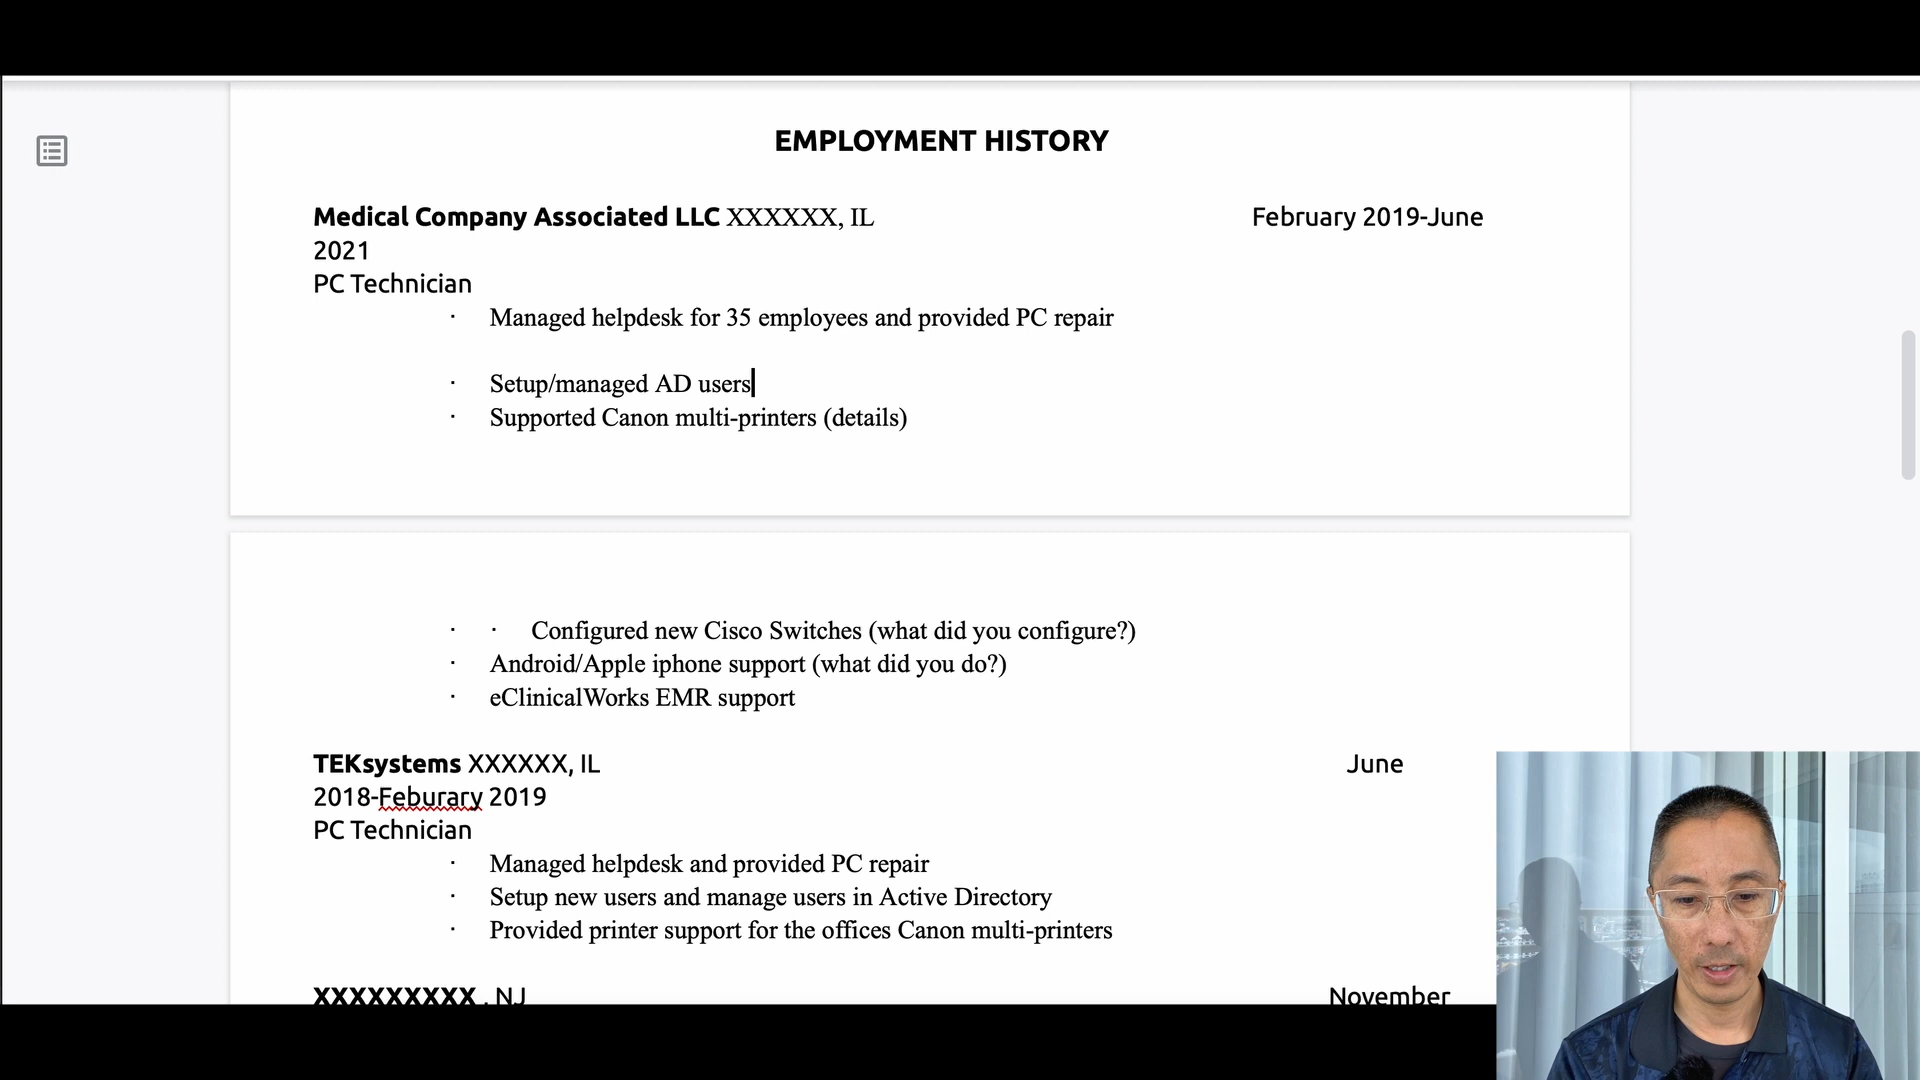 EMPLOYMENT HISTORY
Medical Company Associated LLC XXXXXX, IL February 2019-June
2021
PC Technician
· Managed helpdesk for 35 employees and provided PC repair
· Setup/managed AD users
· Supported Canon multi-printers (details)
· · Configured new Cisco Switches (what did you configure?)
· Android/Apple iphone support (what did you do?)
· eClinicalWorks EMR support
TEKsystems XXXXXX, IL June
2018-Feburary 2019
PC Technician
· Managed helpdesk and provided PC repair
· Setup new users and manage users in Active Directory
· Provided printer support for the offices Canon multi-printers
XXXXXXXXX , NJ November